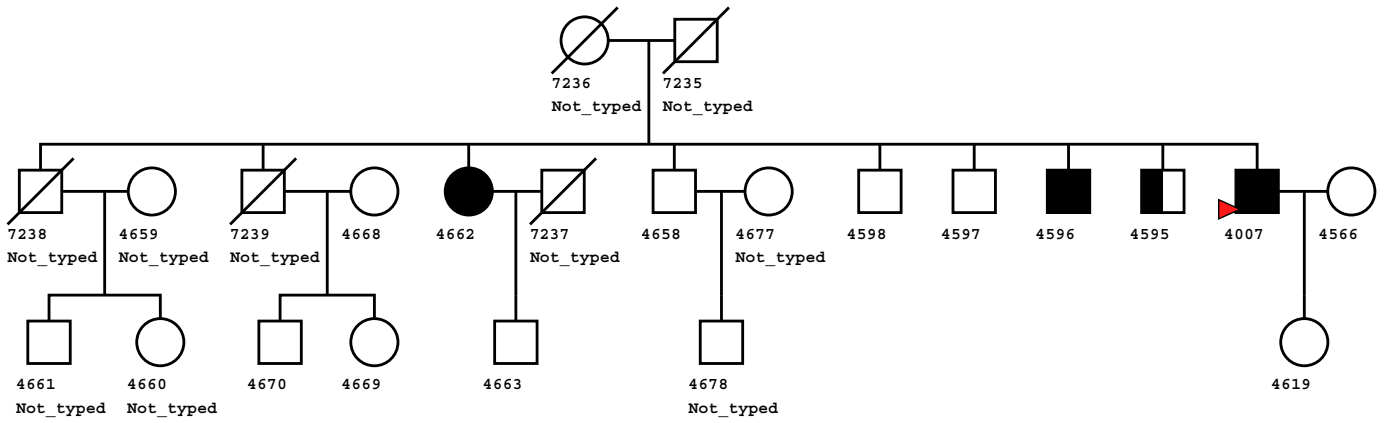 7236 7235
Not_typed Not_typed
7238 4659 7239 4668 4662 7237 4658 4677 4598 4597 4596 4595 4007 4566
Not_typed Not_typed Not_typed Not_typed Not_typed
4661 4660 4670 4669 4663 4678 4619
Not_typed Not_typed Not_typed